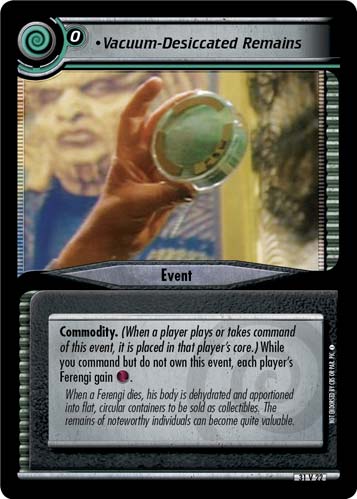 0
•Vacuum-Desiccated Remains
Event
Commodity. (When a player plays or takes command
of this event, it is placed in that player's core.) While
you command but do not own this event, each player's
Ferengi gain
When a Ferengi dies, his body is dehydrated and apportioned
into flat, circular containers to be sold as collectibles. The
remains of noteworthy individuals can become quite valuable.
NOT ENDORSED BY CBS OR PAR. PIC.
31 V 22